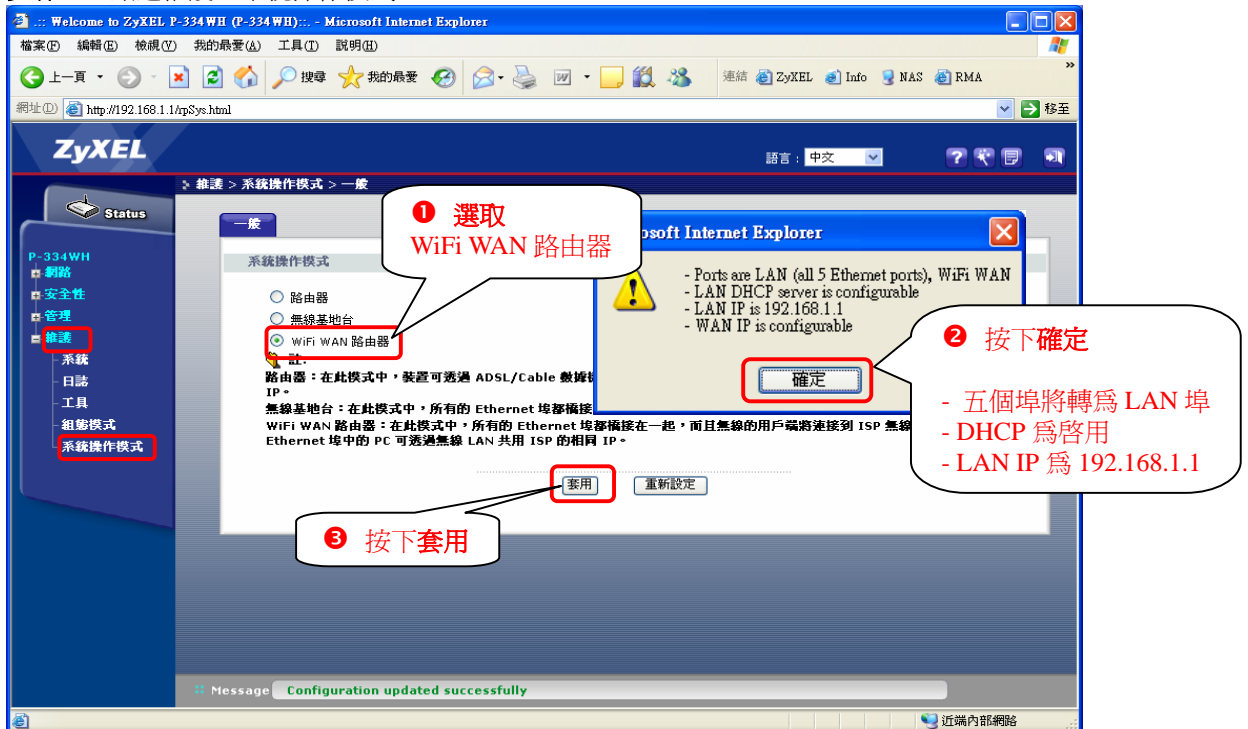 .:: Welcome to ZyXEL P-334WH (P-334WH)::. - Microsoft Internet Explorer
檔案(F) 編輯(E) 檢視(V) 我的最愛(A) 工具(T) 說明(H)
上一頁 搜尋 我的最愛 連結 ZyXEL Info NAS RMA »
網址(D) http://192.168.1.1/rpSys.html 移至
ZyXEL
語言 : 中文
維護 > 系統操作模式 > 一般
Status
P-334WH
網路
安全性
管理
維護
系統
日誌
工具
組態模式
系統操作模式
一般
系統操作模式
路由器
無線基地台
WiFi WAN 路由器
註:
路由器：在此模式中，裝置可透過 ADSL/Cable
IP。
無線基地台：在此模式中，所有的 Ethernet 埠都橋接
WiFi WAN 路由器：在此模式中，所有的 Ethernet 埠都橋接在一起，而且無線的用戶端將連接到 ISP 無線
Ethernet 埠中的 PC 可透過無線 LAN 共用 ISP 的相同 IP。
套用 重新設定
❶ 選取
WiFi WAN 路由器
osoft Internet Explorer
- Ports are LAN (all 5 Ethernet ports), WiFi WAN
- LAN DHCP server is configurable
- LAN IP is 192.168.1.1
- WAN IP is configurable
確定
❷ 按下確定
- 五個埠將轉為 LAN 埠
- DHCP 為啓用
- LAN IP 為 192.168.1.1
❸ 按下套用
Message Configuration updated successfully
近端內部網路